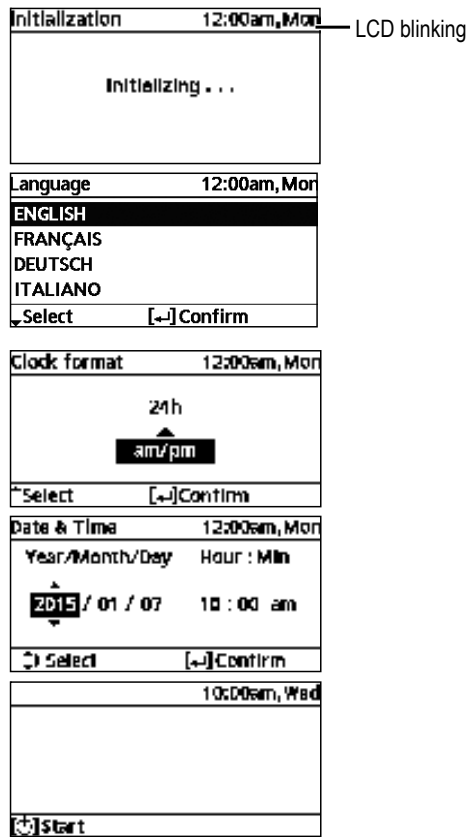 Initialization 12:00am,Mon
LCD blinking
Initializing...
Language 12:00am,Mon
ENGLISH
FRANÇAIS
DEUTSCH
ITALIANO
Select [↵]Confirm
Clock format 12:00am,Mon
24h
am/pm
Select [↵]Confirm
Date & Time 12:00am,Mon
Year/Month/Day Hour : Min
2015 / 01 / 07 10 : 00 am
Select [↵]Confirm
10:00am,Wed
[⏻]Start